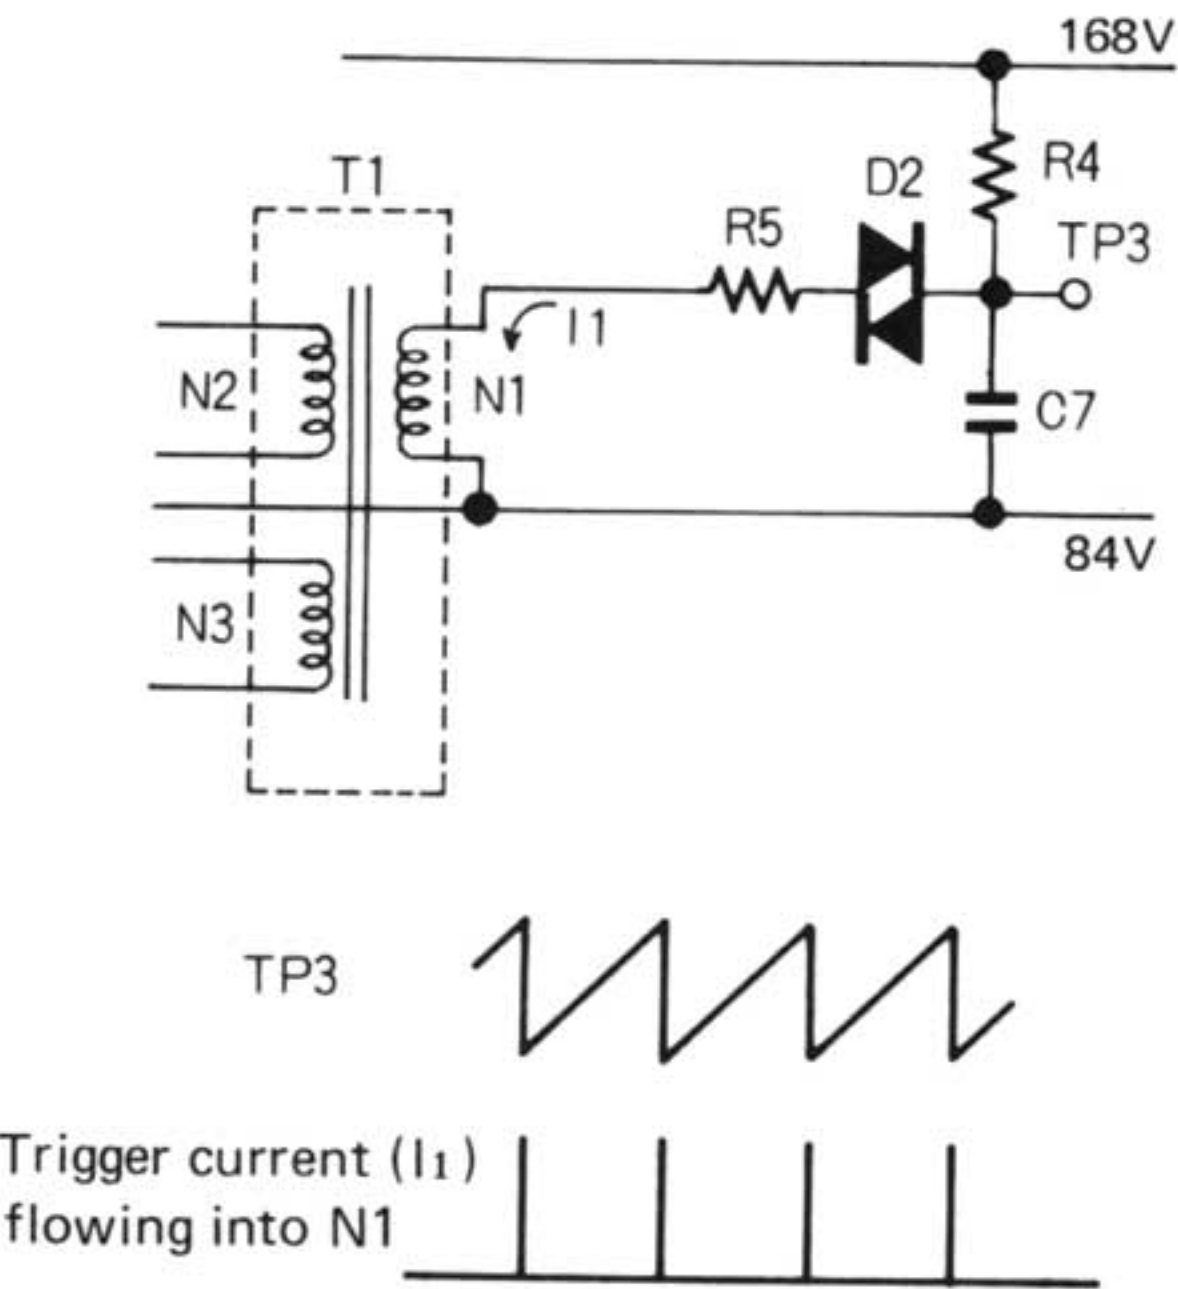 168V
T1
D2
R4
R5
TP3
I1
N2
N1
C7
84V
N3
TP3
Trigger current (I1)
flowing into N1